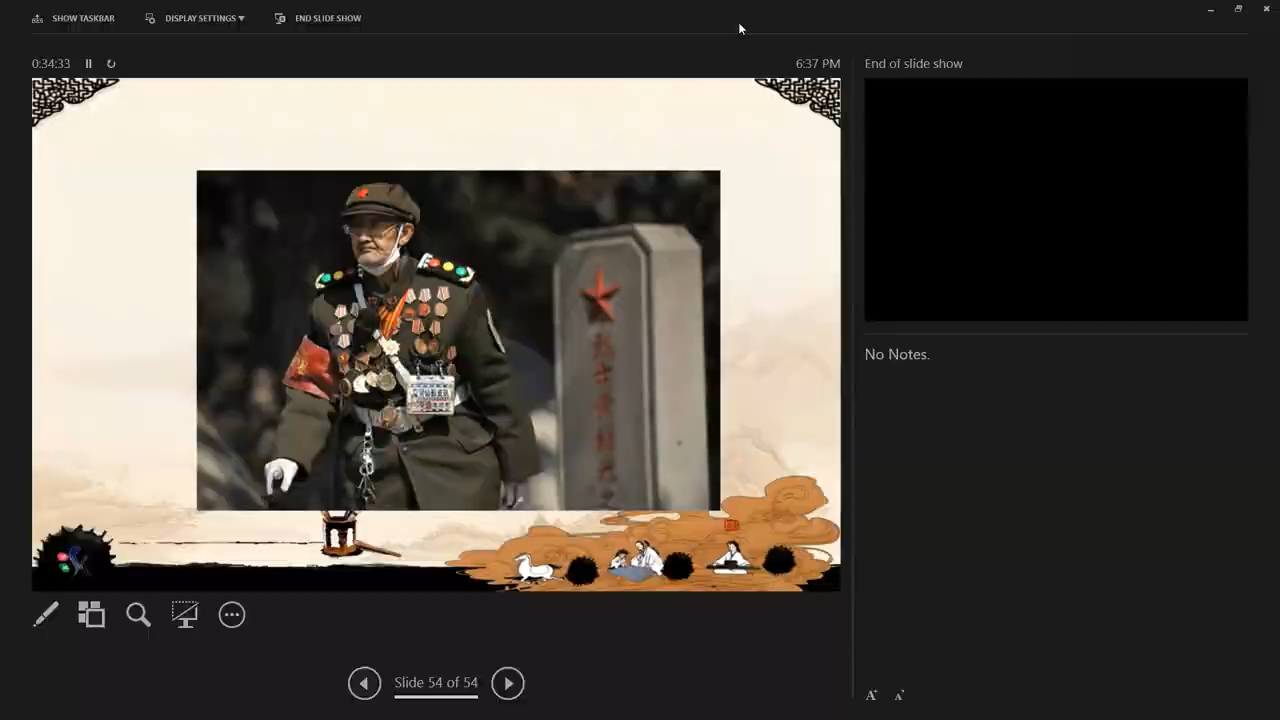 SHOW TASKBAR
DISPLAY SETTINGS ▼
END SLIDE SHOW
0:34:33
6:37 PM
End of slide show
No Notes.
Slide 54 of 54
A
A